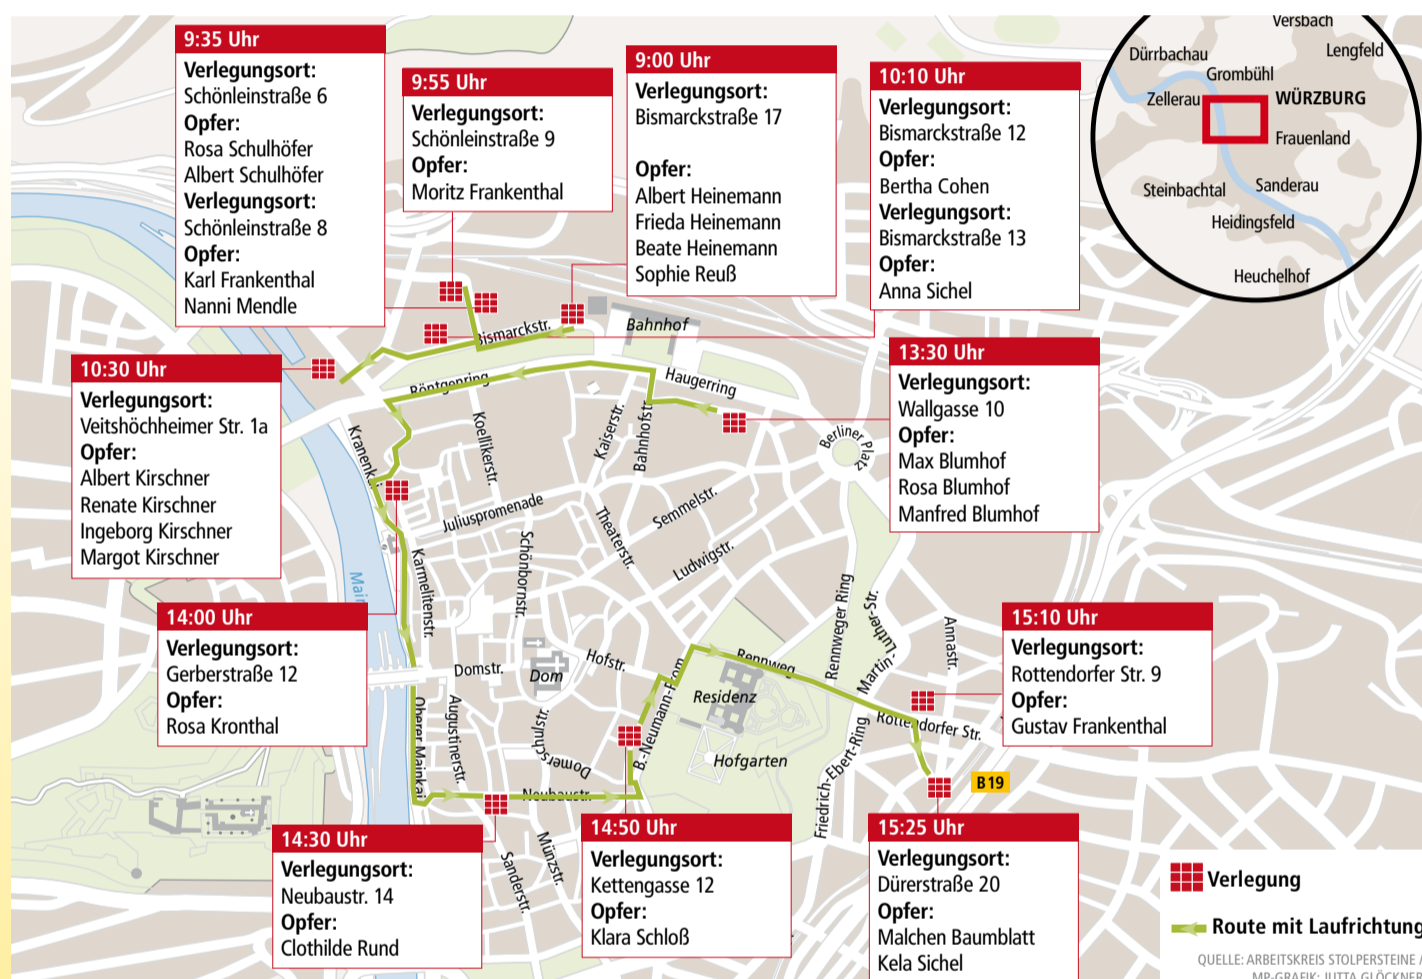 9:35 Uhr
Verlegungsort:
Schönleinstraße 6
Opfer:
Rosa Schulhöfer
Albert Schulhöfer
Verlegungsort:
Schönleinstraße 8
Opfer:
Karl Frankenthal
Nanni Mendle
9:55 Uhr
Verlegungsort:
Schönleinstraße 9
Opfer:
Moritz Frankenthal
9:00 Uhr
Verlegungsort:
Bismarckstraße 17
Opfer:
Albert Heinemann
Frieda Heinemann
Beate Heinemann
Sophie Reuß
10:10 Uhr
Verlegungsort:
Bismarckstraße 12
Opfer:
Bertha Cohen
Verlegungsort:
Bismarckstraße 13
Opfer:
Anna Sichel
Versbach
Dürrbachau
Lengfeld
Grombühl
Zellerau
WÜRZBURG
Frauenland
Steinbachtal
Sanderau
Heidingsfeld
Heuchelhof
10:30 Uhr
Verlegungsort:
Veitshöchheimer Str. 1a
Opfer:
Albert Kirschner
Renate Kirschner
Ingeborg Kirschner
Margot Kirschner
13:30 Uhr
Verlegungsort:
Wallgasse 10
Opfer:
Max Blumhof
Rosa Blumhof
Manfred Blumhof
Bismarckstr.
Bahnhof
Röntgenring
Haugerring
Koellikerstr.
Kaiserstr.
Bahnhofstr.
Berliner Platz
Juliuspromenade
Semmelstr.
Theaterstr.
Ludwigstr.
Schönbornstr.
Karmelitenstr.
Main
14:00 Uhr
Verlegungsort:
Gerberstraße 12
Opfer:
Rosa Kronthal
Domstr.
Dom
Hofstr.
Residenz
Rennweg
Rennweger Ring
Martin-Luther-Str.
Annastr.
15:10 Uhr
Verlegungsort:
Rottendorfer Str. 9
Opfer:
Gustav Frankenthal
Oberer Mainkai
Augustinerstr.
Domerschulstr.
B.-Neumann-Prom.
Hofgarten
Rottendorfer Str.
Friedrich-Ebert-Ring
B 19
Neubaustr.
Sanderstr.
Münzstr.
14:30 Uhr
Verlegungsort:
Neubaustr. 14
Opfer:
Clothilde Rund
14:50 Uhr
Verlegungsort:
Kettengasse 12
Opfer:
Klara Schloß
15:25 Uhr
Verlegungsort:
Dürerstraße 20
Opfer:
Malchen Baumblatt
Kela Sichel
Verlegung
Route mit Laufrichtung
QUELLE: ARBEITSKREIS STOLPERSTEINE /
MP-GRAFIK: JUTTA GLÖCKNER